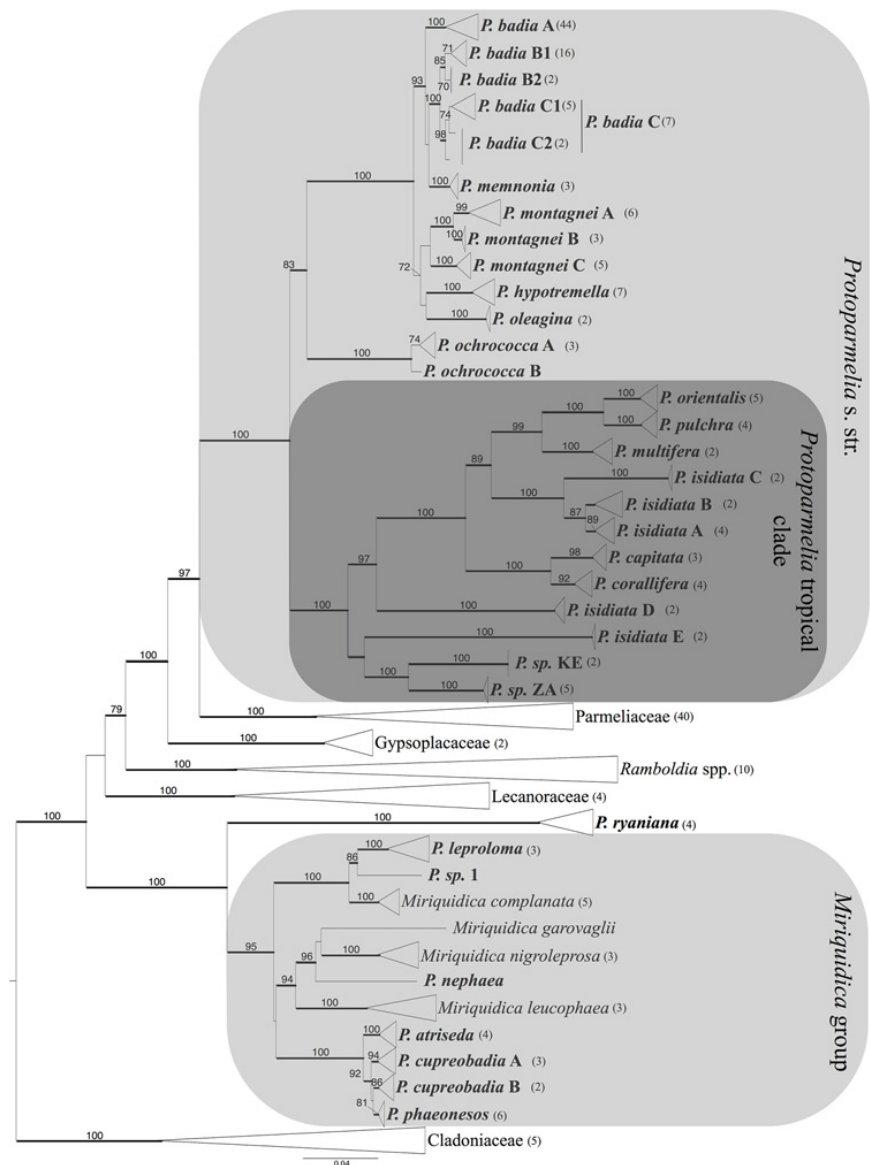 100 P. badia A (44)
71 P. badia B1 (16)
85
93 70 P. badia B2 (2)
100 P. badia C1 (5)
74 P. badia C (7)
98 P. badia C2 (2)
100 P. memnonia (3)
100
99 P. montagnei A (6)
100
100 P. montagnei B (3)
83 72 100 P. montagnei C (5)
100 P. hypotremella (7)
100 P. oleagina (2)
74 P. ochrococca A (3)
100
P. ochrococca B
Protoparmelia s. str.
100 P. orientalis (5)
100
99 100 P. pulchra (4)
100
89 100 P. multifera (2)
100 P. isidiata C (2)
100
P. isidiata B (2)
87 89
100 P. isidiata A (4)
97 98 P. capitata (3)
100
92 P. corallifera (4)
97 100 100 P. isidiata D (2)
100 P. isidiata E (2)
100 100 P. sp. KE (2)
100 P. sp. ZA (5)
Protoparmelia tropical
clade
79 100 Parmeliaceae (40)
100 Gypsoplacaceae (2)
100 Ramboldia spp. (10)
100 Lecanoraceae (4)
100
100 P. ryaniana (4)
100
100 P. leproloma (3)
86
100 P. sp. 1
100 Miriquidica complanata (5)
95 Miriquidica garovaglii
96 100 Miriquidica nigroleprosa (3)
94 P. nephaea
100 Miriquidica leucophaea (3)
100 P. atriseda (4)
100
94 P. cupreobadia A (3)
92
86 P. cupreobadia B (2)
81
P. phaeonesos (6)
Miriquidica group
100 Cladoniaceae (5)
0.04